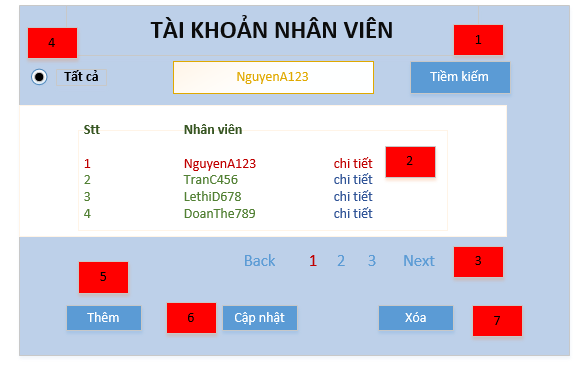 TÀI KHOẢN NHÂN VIÊN
4
1
Tất cả
NguyenA123
Tiềm kiếm
Stt Nhân viên
1 NguyenA123 chi tiết
2
2 TranC456 chi tiết
3 LethiD678 chi tiết
4 DoanThe789 chi tiết
Back 1 2 3 Next
3
5
Thêm
6
Cập nhật
Xóa
7